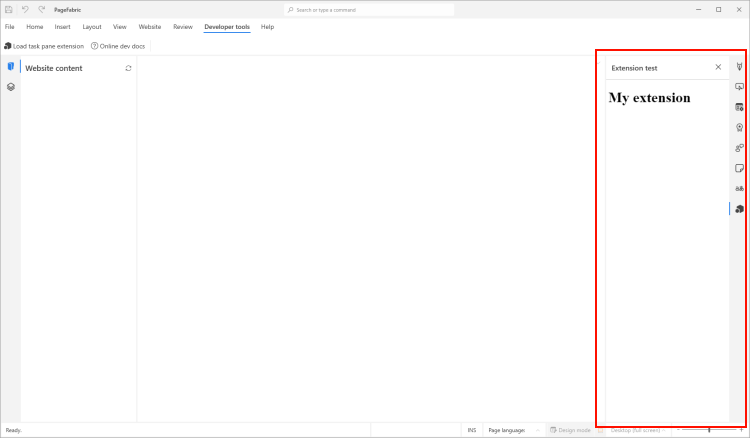 PageFabric
Search or type a command
File Home Insert Layout View Website Review Developer tools Help
Load task pane extension Online dev docs
Website content
Extension test
My extension
Ready.
INS Page language: Design mode Desktop (full screen)